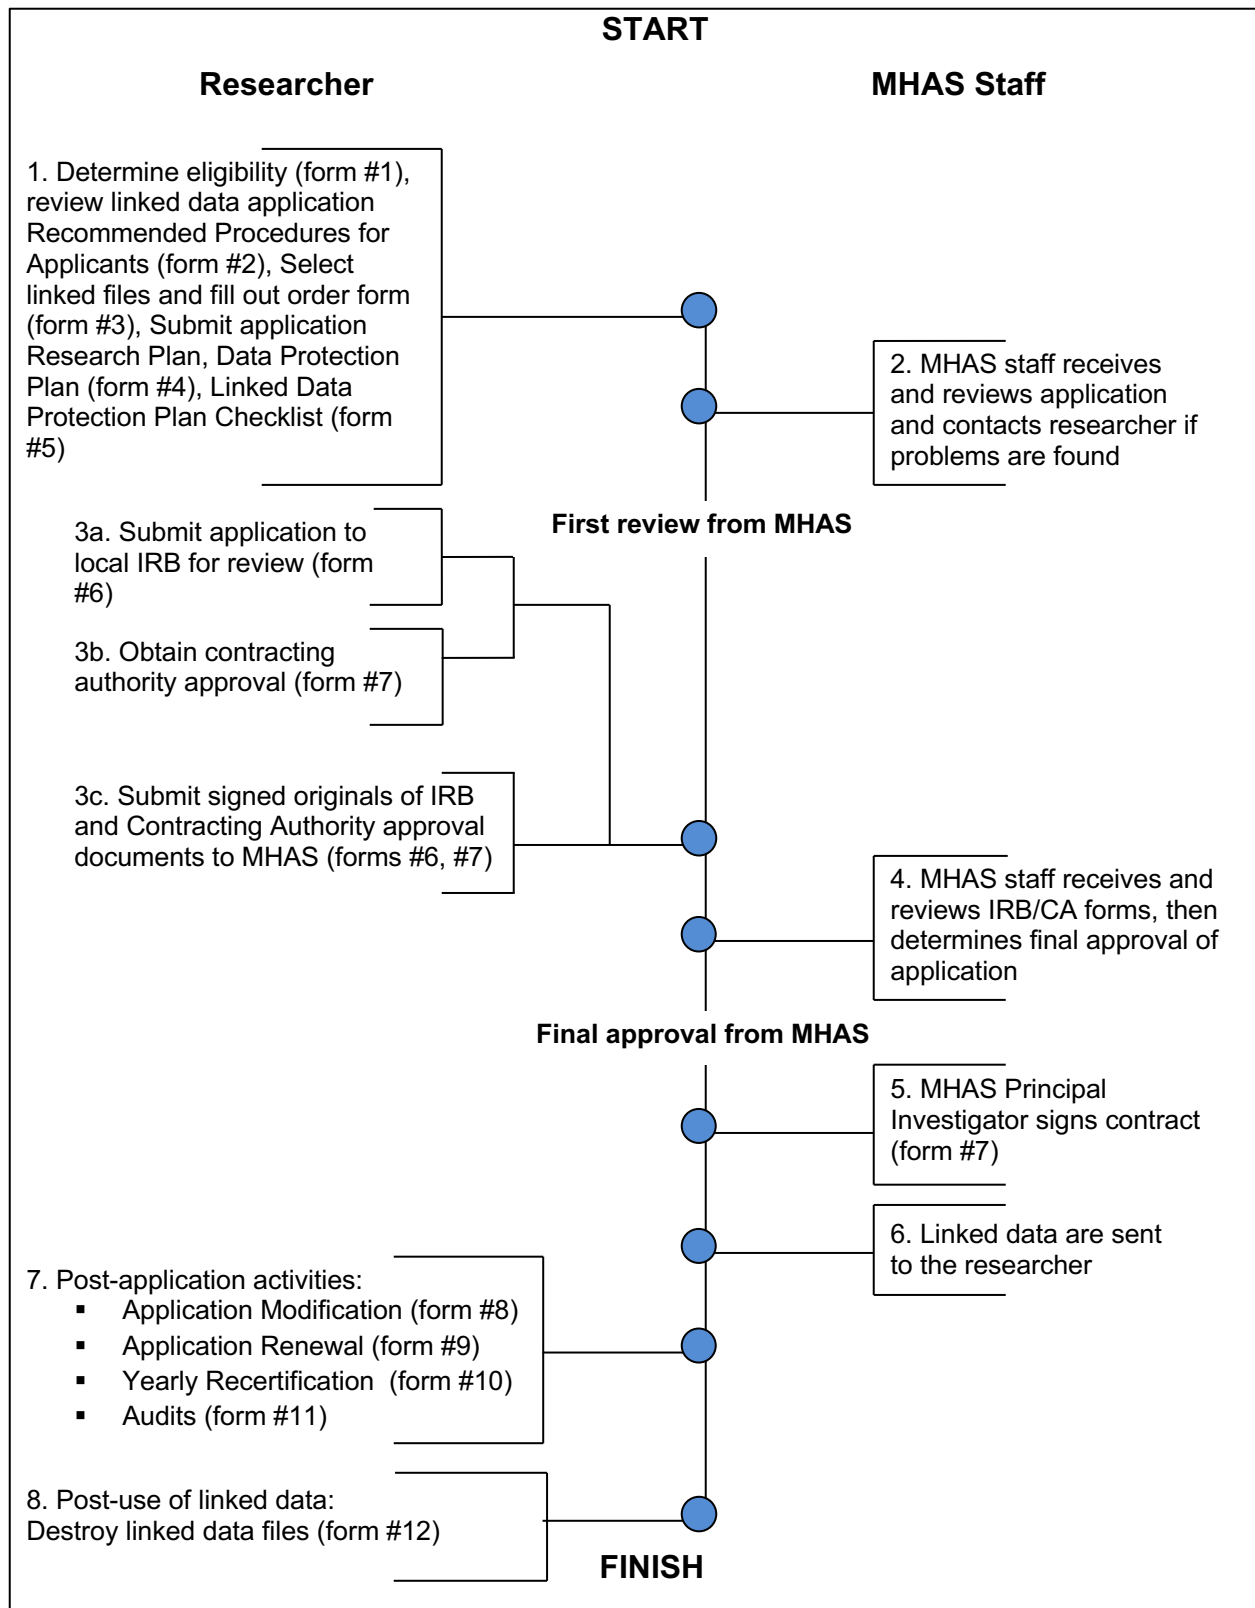 START
Researcher
MHAS Staff
1. Determine eligibility (form #1),
review linked data application
Recommended Procedures for
Applicants (form #2), Select
linked files and fill out order form
(form #3), Submit application
Research Plan, Data Protection
Plan (form #4), Linked Data
Protection Plan Checklist (form
#5)
2. MHAS staff receives
and reviews application
and contacts researcher if
problems are found
First review from MHAS
3a. Submit application to
local IRB for review (form
#6)
3b. Obtain contracting
authority approval (form #7)
3c. Submit signed originals of IRB
and Contracting Authority approval
documents to MHAS (forms #6, #7)
4. MHAS staff receives and
reviews IRB/CA forms, then
determines final approval of
application
Final approval from MHAS
5. MHAS Principal
Investigator signs contract
(form #7)
6. Linked data are sent
to the researcher
7. Post-application activities:
▪ Application Modification (form #8)
▪ Application Renewal (form #9)
▪ Yearly Recertification (form #10)
▪ Audits (form #11)
8. Post-use of linked data:
Destroy linked data files (form #12)
FINISH